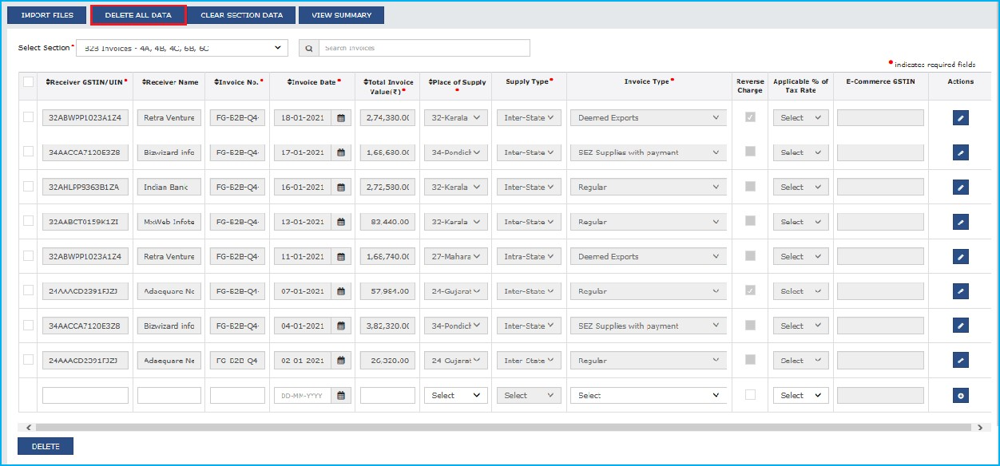 IMPORT FILES DELETE ALL DATA CLEAR SECTION DATA VIEW SUMMARY
Select Section* B2B Invoices - 4A, 4B, 4C, 6B, 6C Search Invoices
• indicates required fields
Receiver GSTIN/UIN• Receiver Name Invoice No.• Invoice Date• Total Invoice Value(₹)• Place of Supply• Supply Type• Invoice Type• Reverse Charge Applicable % of Tax Rate E-Commerce GSTIN Actions
32ABWPP1023A1Z4 Retra Venture FG-B2B-Q4- 18-01-2021 2,74,380.00 32-Kerala Inter-State Deemed Exports Select
34AACCA7120E3Z8 Bizwizard info FG-B2B-Q4- 17-01-2021 1,68,680.00 34-Pondich Inter-State SEZ Supplies with payment Select
32AHLPP9363B1ZA Indian Bank FG-B2B-Q4- 16-01-2021 2,72,580.00 32-Kerala Inter-State Regular Select
32AABCT0159K1ZI MxWeb Infote FG-B2B-Q4- 13-01-2021 83,440.00 32-Kerala Inter-State Regular Select
32ABWPP1023A1Z4 Retra Venture FG-B2B-Q4- 11-01-2021 1,68,740.00 27-Mahara Intra-State Deemed Exports Select
24AAACD2391FJZJ Adaequare Ne FG-B2B-Q4- 07-01-2021 57,984.00 24-Gujarat Inter-State Regular Select
34AACCA7120E3Z8 Bizwizard info FG-B2B-Q4- 04-01-2021 3,82,320.00 34-Pondich Inter-State SEZ Supplies with payment Select
24AAACD2391FJZJ Adaequare Ne FG-B2B-Q4- 02-01-2021 26,320.00 24-Gujarat Inter-State Regular Select
DD-MM-YYYY Select Select Select Select
DELETE